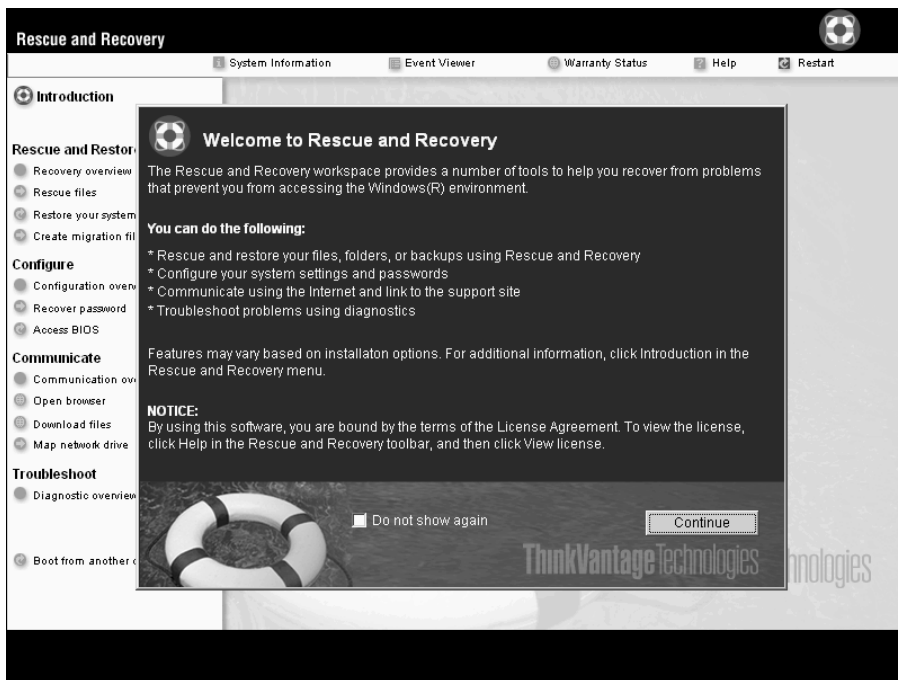 Rescue and Recovery
System Information
Event Viewer
Warranty Status
Help
Restart
Introduction
Rescue and Restor
Recovery overview
Rescue files
Restore your system
Create migration fil
Configure
Configuration overv
Recover password
Access BIOS
Communicate
Communication ov
Open browser
Download files
Map network drive
Troubleshoot
Diagnostic overview
Boot from another
Welcome to Rescue and Recovery
The Rescue and Recovery workspace provides a number of tools to help you recover from problems
that prevent you from accessing the Windows(R) environment.
You can do the following:
* Rescue and restore your files, folders, or backups using Rescue and Recovery
* Configure your system settings and passwords
* Communicate using the Internet and link to the support site
* Troubleshoot problems using diagnostics
Features may vary based on installaton options. For additional information, click Introduction in the
Rescue and Recovery menu.
NOTICE:
By using this software, you are bound by the terms of the License Agreement. To view the license,
click Help in the Rescue and Recovery toolbar, and then click View license.
Do not show again
Continue
ThinkVantage Technologies
hnologies